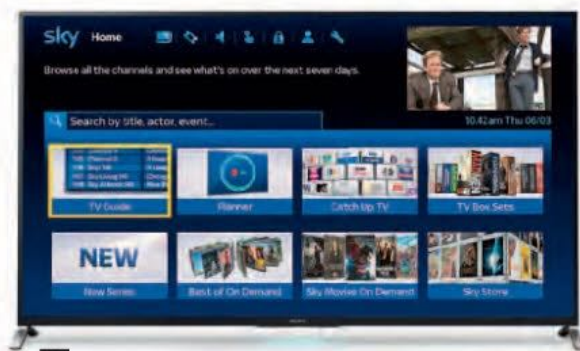 sky Home
Browse all the channels and see what's on over the next seven days.
Search by title, actor, event...
10.42am Thu 06/03
TV Guide
Planner
Catch Up TV
TV Box Sets
NEW
New Series
Best of On Demand
Sky Movies On Demand
Sky Store
SONY